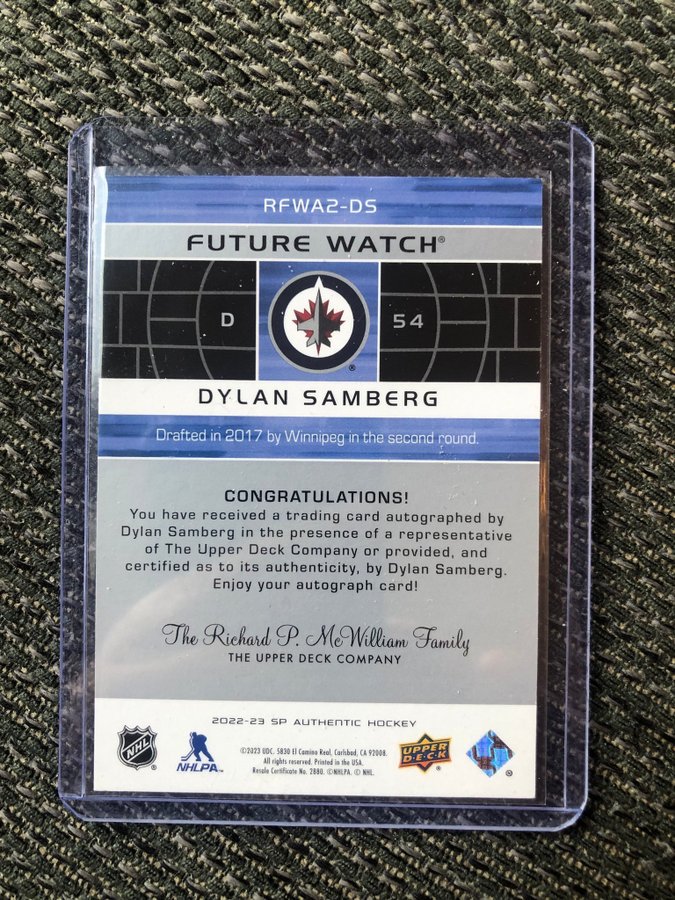 RFWA2-DS
FUTURE WATCH®
D 54
DYLAN SAMBERG
Drafted in 2017 by Winnipeg in the second round.
CONGRATULATIONS!
You have received a trading card autographed by
Dylan Samberg in the presence of a representative
of The Upper Deck Company or provided, and
certified as to its authenticity, by Dylan Samberg.
Enjoy your autograph card!
The Richard P. McWilliam Family
THE UPPER DECK COMPANY
2022-23 SP AUTHENTIC HOCKEY
NHL
NHLPA
©2023 UDC. 5830 El Camino Real, Carlsbad, CA 92008.
All rights reserved. Printed in the USA.
Resale Certificate No. 2880. ©NHLPA. © NHL.
UPPER
DECK